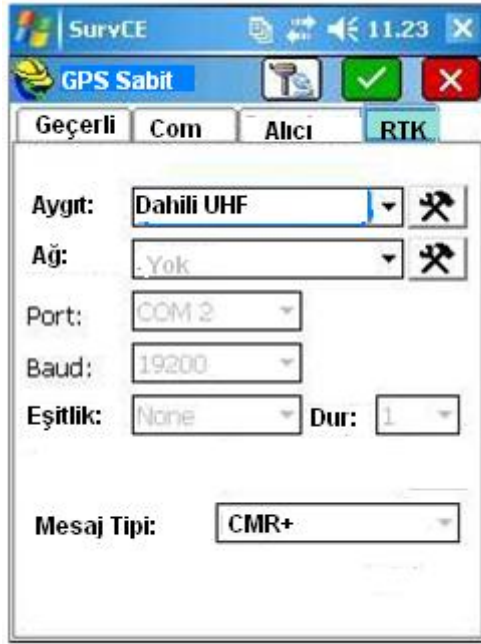 SurvCE 11.23
GPS Sabit
Geçerli Com Alıcı RTK
Aygıt: Dahili UHF
Ağ: - Yok
Port: COM 2
Baud: 19200
Eşitlik: None Dur: 1
Mesaj Tipi: CMR+